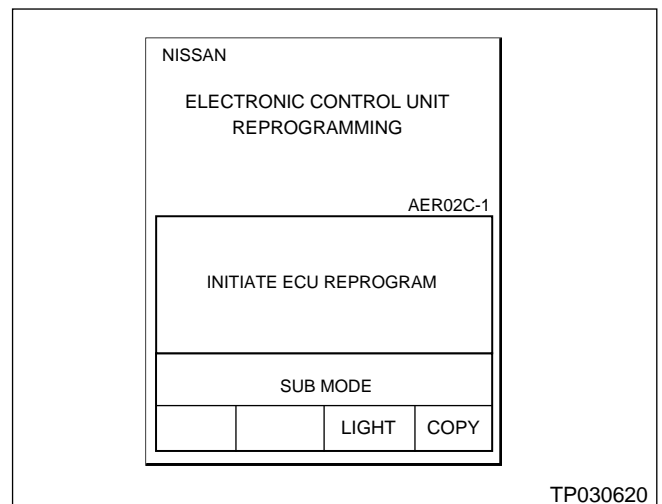 NISSAN
ELECTRONIC CONTROL UNIT
REPROGRAMMING
AER02C-1
INITIATE ECU REPROGRAM
SUB MODE
LIGHT COPY
TP030620